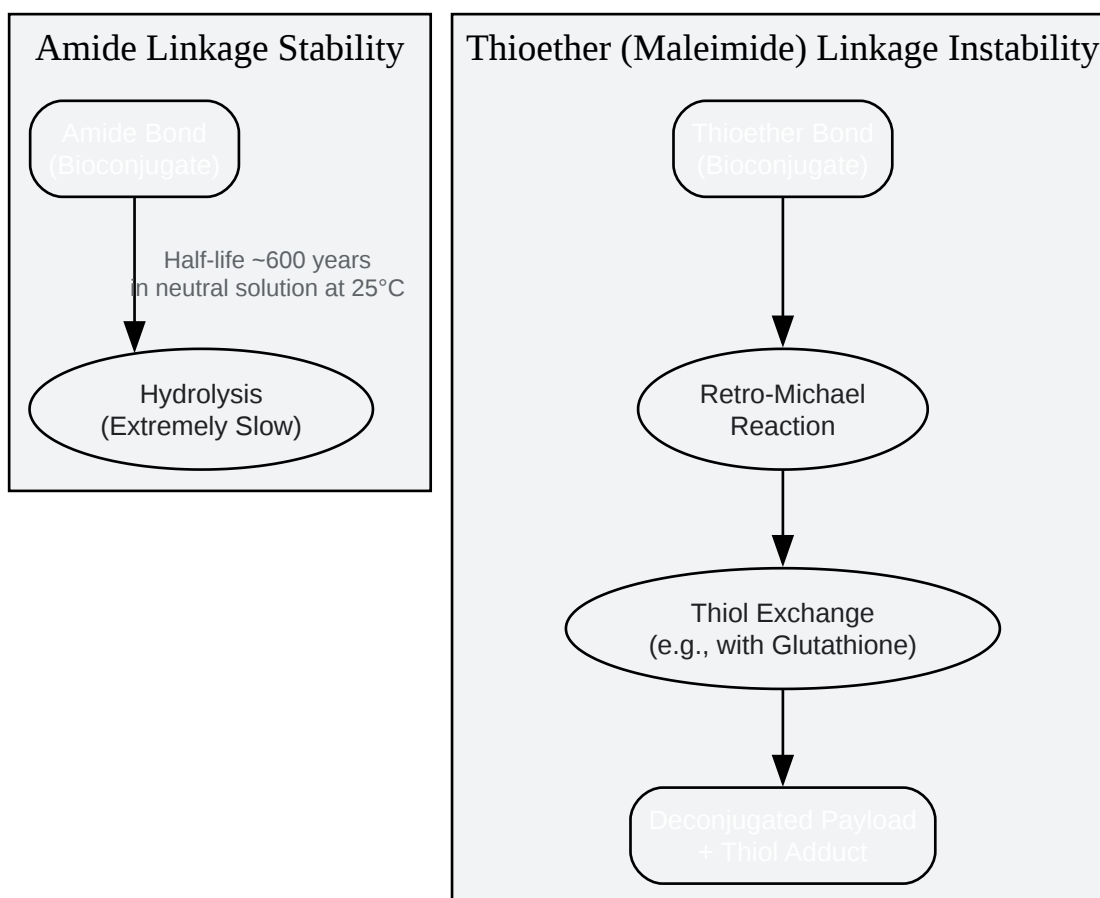 Amide Linkage Stability
Amide Bond
(Bioconjugate)
Half-life ~600 years
in neutral solution at 25°C
Hydrolysis
(Extremely Slow)
Thioether (Maleimide) Linkage Instability
Thioether Bond
(Bioconjugate)
Retro-Michael
Reaction
Thiol Exchange
(e.g., with Glutathione)
Deconjugated Payload
+ Thiol Adduct